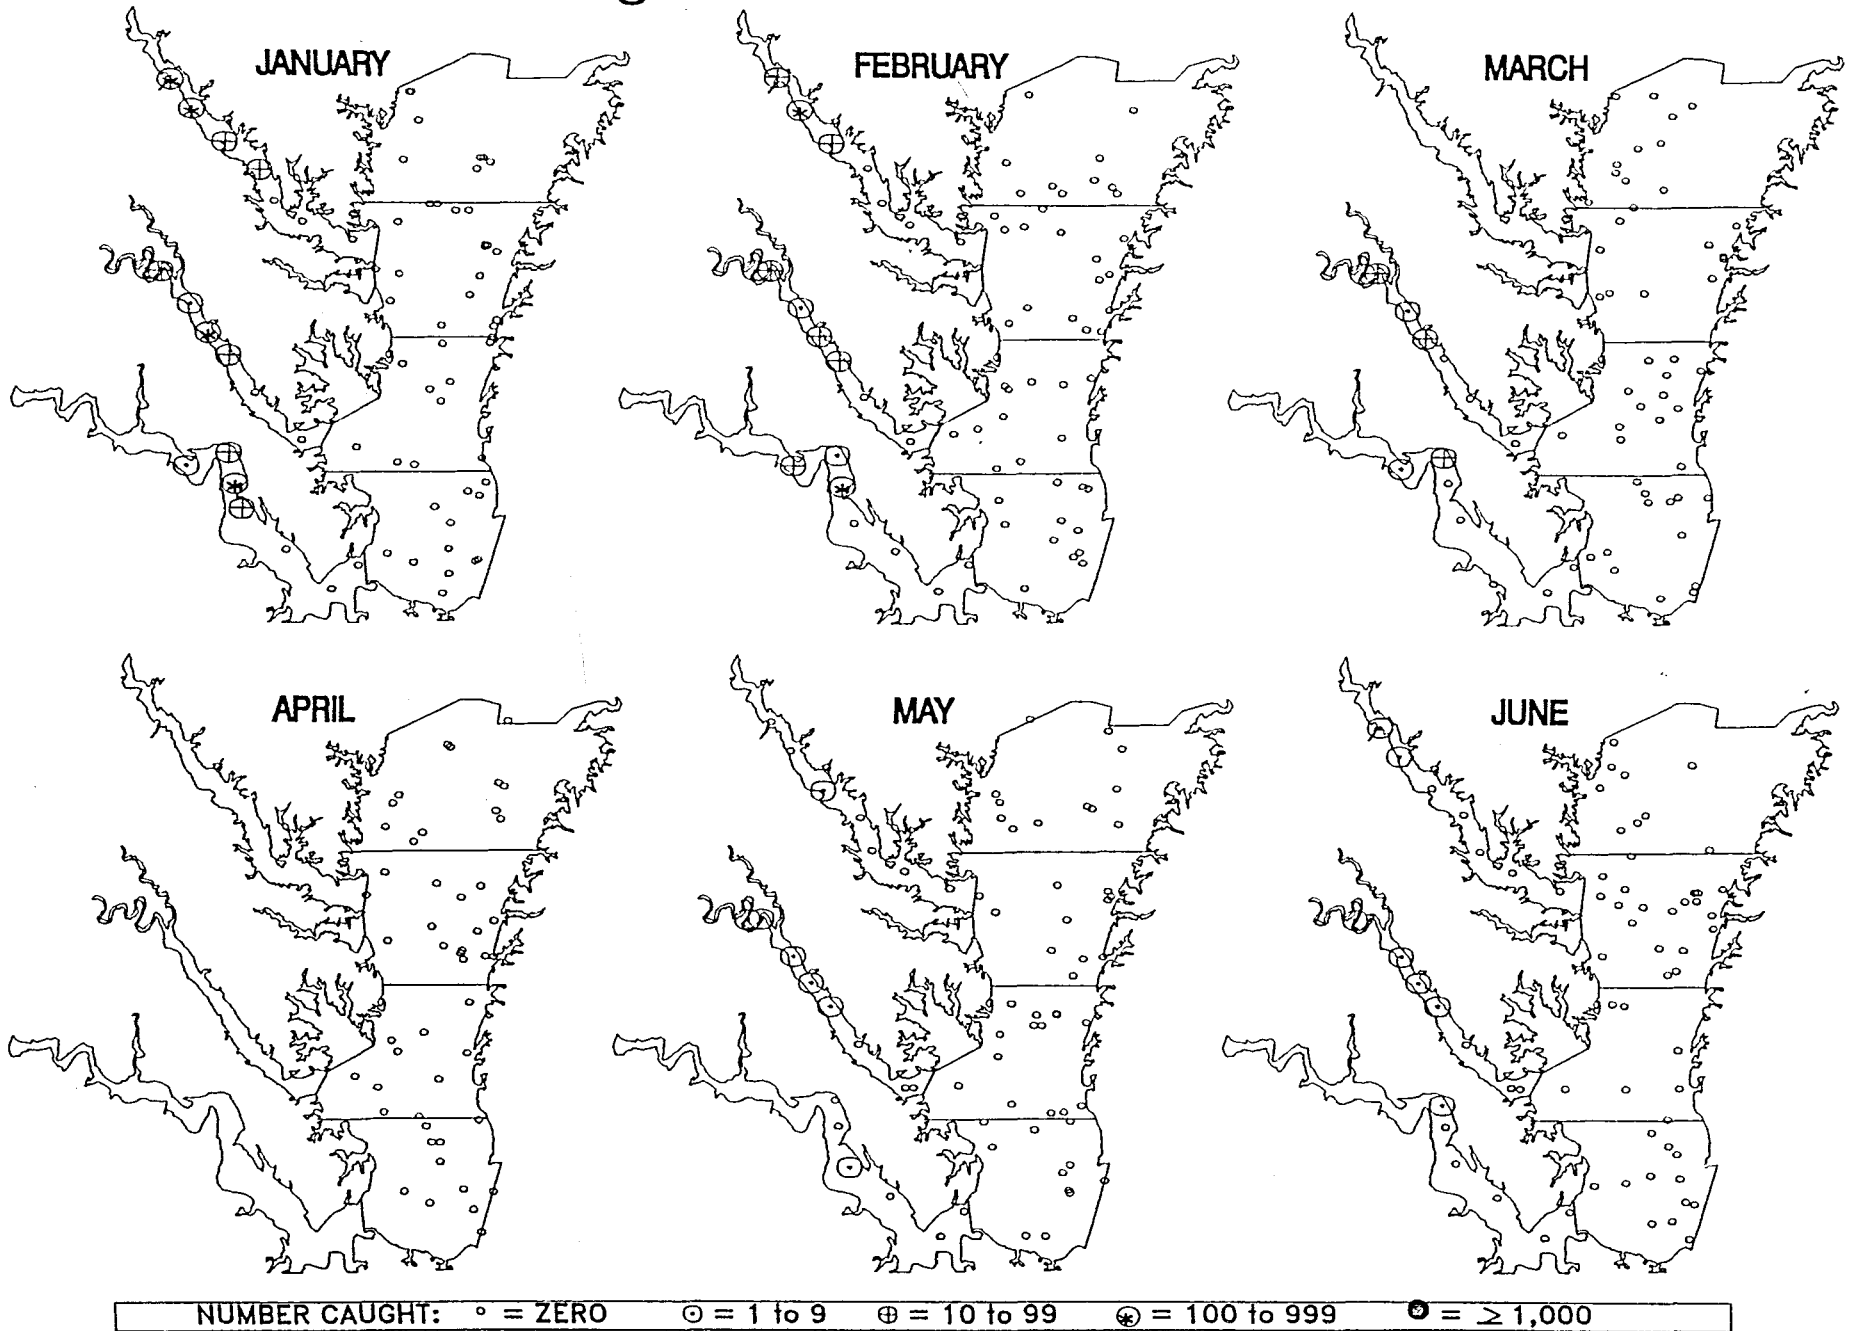 JANUARY
FEBRUARY
MARCH
APRIL
MAY
JUNE
NUMBER CAUGHT: ° = ZERO ⊙ = 1 to 9 ⊕ = 10 to 99 = 100 to 999 = ≥ 1,000